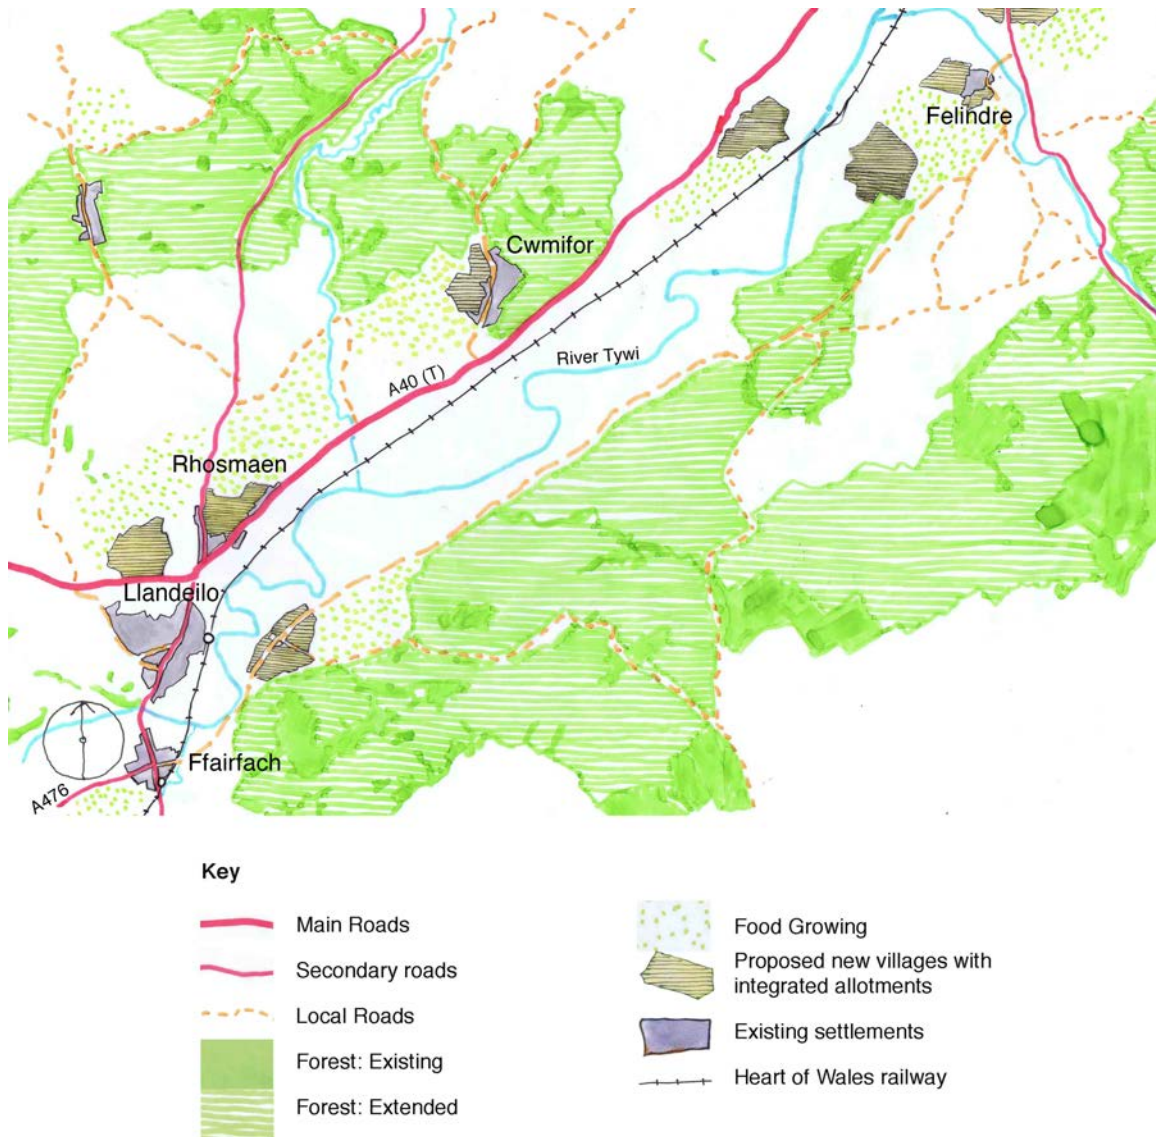 Felindre
Cwmifor
River Tywi
A40 (T)
Rhosmaen
Llandeilo
Ffairfach
A476
Key
Main Roads
Secondary roads
Local Roads
Forest: Existing
Forest: Extended
Food Growing
Proposed new villages with
integrated allotments
Existing settlements
Heart of Wales railway